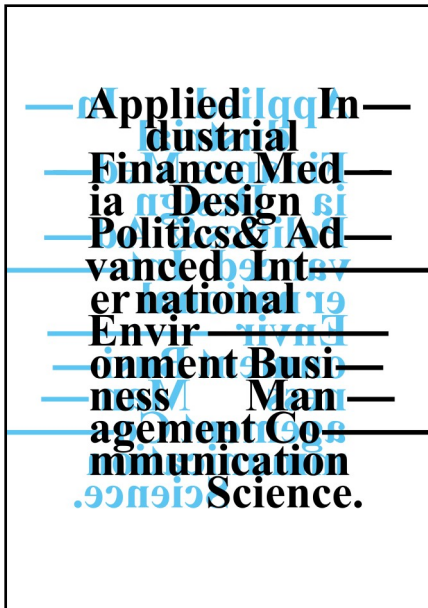 Applied In
dustrial
Finance Med
ia Design
Politics& Ad
vanced Int
er national
Envir
onment Busi-
ness Man
agement Co
mmunication
Science.